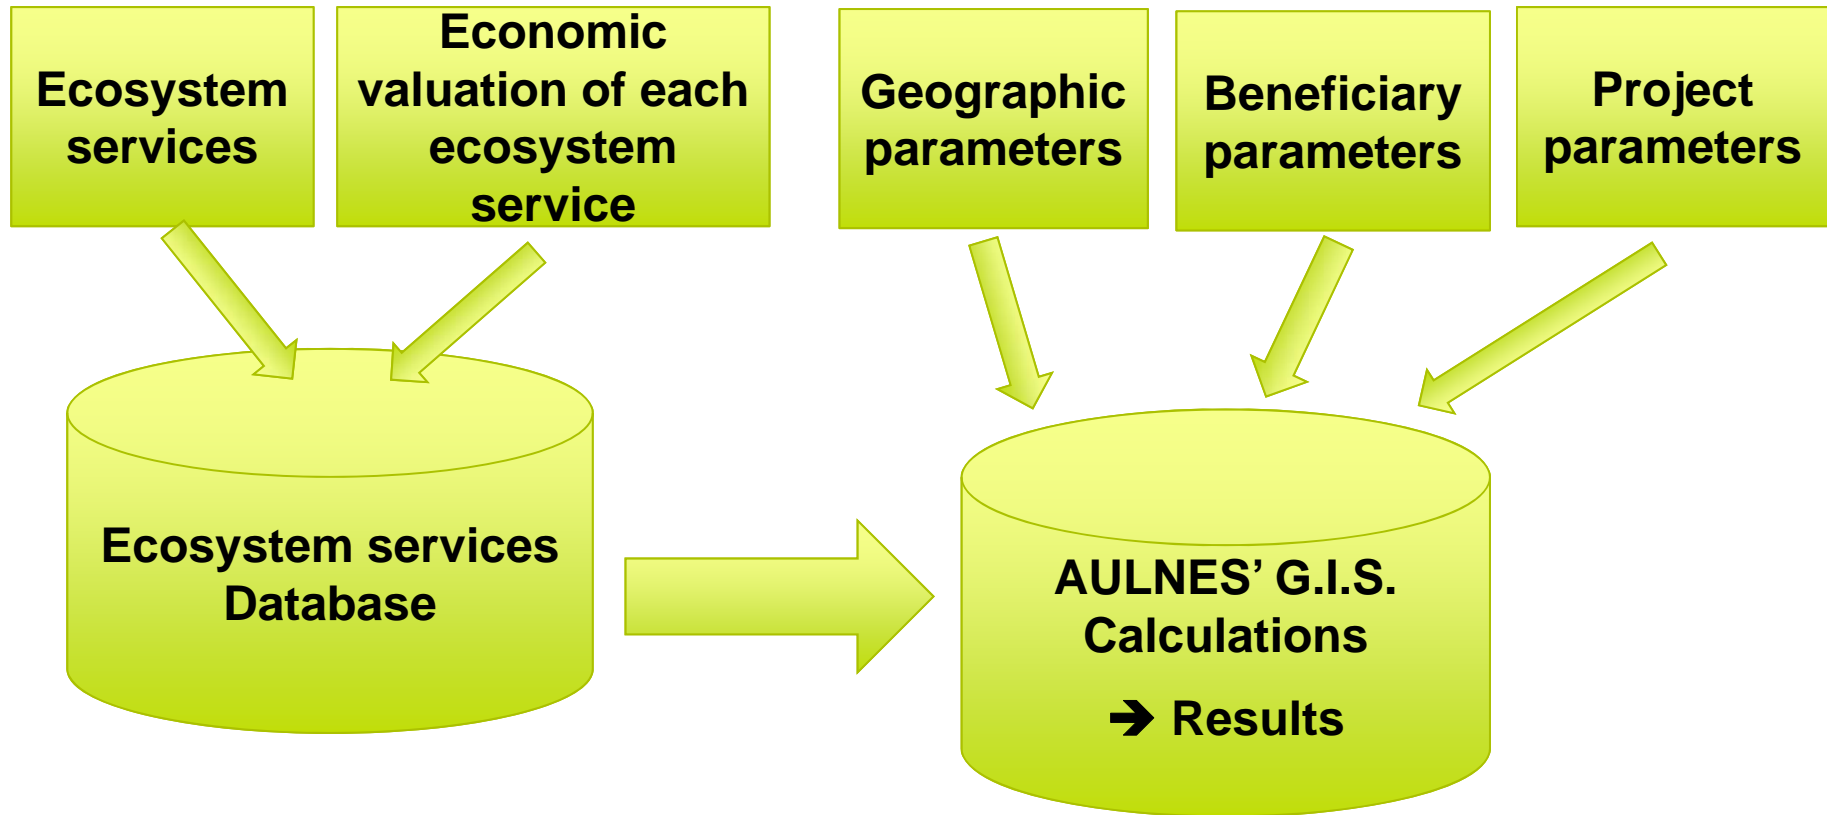 Ecosystem
services
Economic
valuation of each
ecosystem
service
Geographic
parameters
Beneficiary
parameters
Project
parameters
Ecosystem services
Database
AULNES’ G.I.S.
Calculations
➔ Results